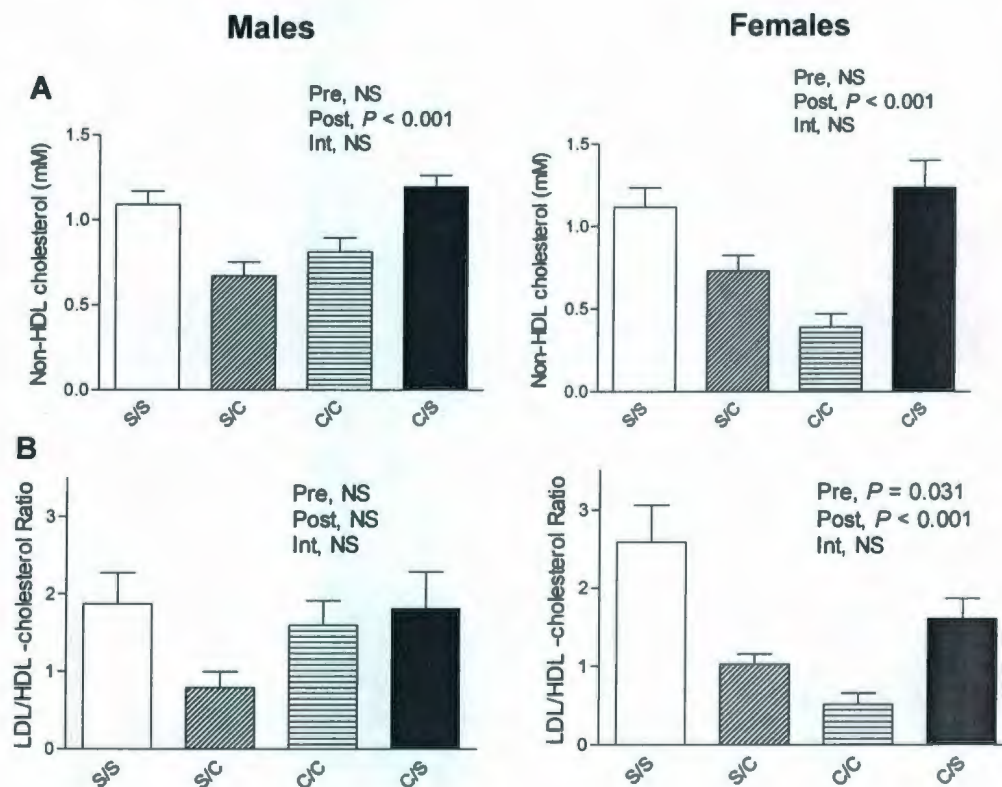 Males
Females
A
Pre, NS
Post, P < 0.001
Int, NS
Non-HDL cholesterol (mM)
1.5
1.0
0.5
0.0
S/S
S/C
C/C
C/S
Pre, NS
Post, P < 0.001
Int, NS
Non-HDL cholesterol (mM)
1.5
1.0
0.5
0.0
S/S
S/C
C/C
C/S
B
Pre, NS
Post, NS
Int, NS
LDL/HDL -cholesterol Ratio
3
2
1
0
S/S
S/C
C/C
C/S
Pre, P = 0.031
Post, P < 0.001
Int, NS
LDL/HDL -cholesterol Ratio
3
2
1
0
S/S
S/C
C/C
C/S